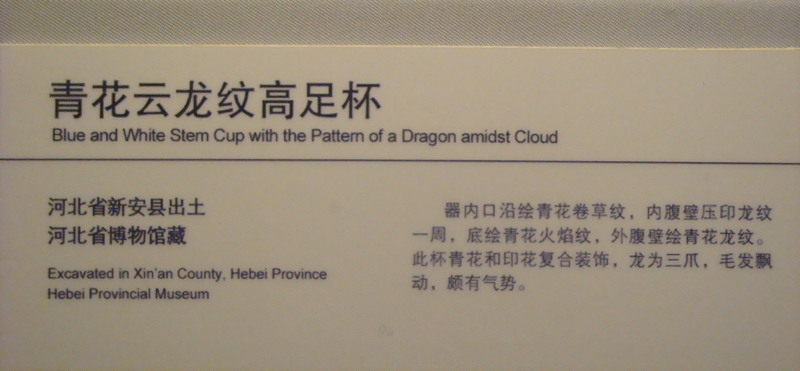 青花云龙纹高足杯
Blue and White Stem Cup with the Pattern of a Dragon amidst Cloud
河北省新安县出土
河北省博物馆藏
Excavated in Xin'an County, Hebei Province
Hebei Provincial Museum
器内口沿绘青花卷草纹，内腹壁压印龙纹
一周，底绘青花火焰纹，外腹壁绘青花龙纹。
此杯青花和印花复合装饰，龙为三爪，毛发飘
动，颇有气势。